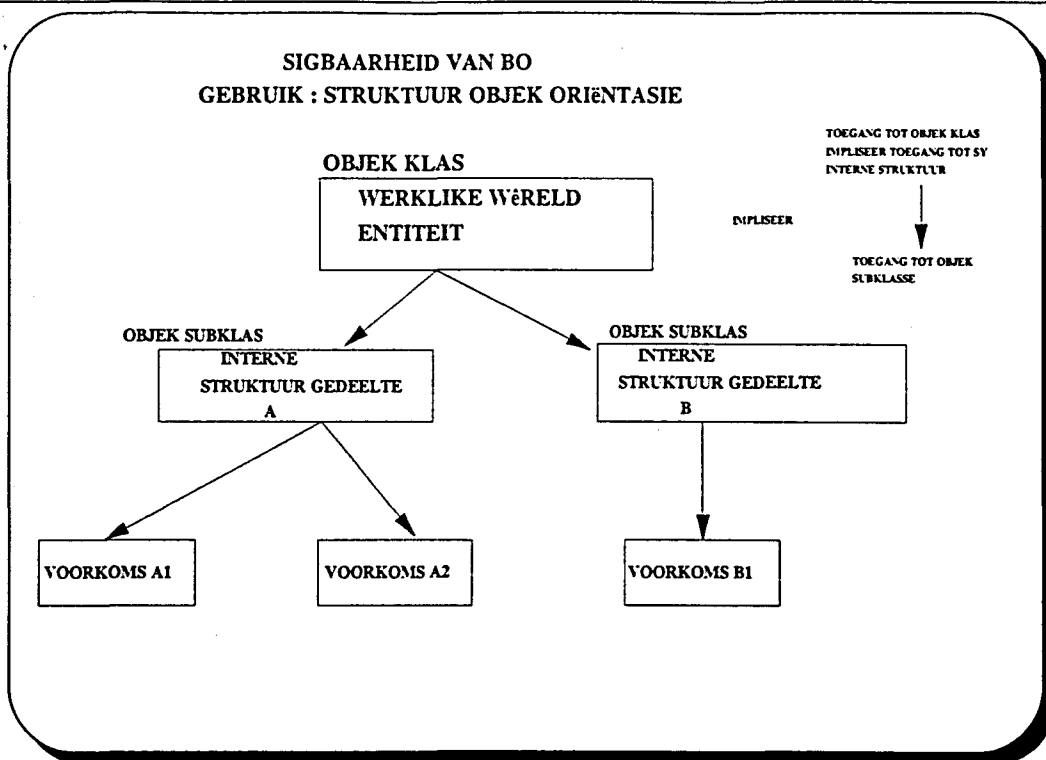 SIGBAARHEID VAN BO
GEBRUIK : STRUKTUUR OBJEK ORIëNTASIE
TOEGANG TOT OBJEK KLAS
IMPLISEER TOEGANG TOT SY
INTERNE STRUKTUUR
OBJEK KLAS
WERKLIKE WêRELD
ENTITEIT
IMPLISEER
TOEGANG TOT OBJEK
SUBKLASSE
OBJEK SUBKLAS
INTERNE
STRUKTUUR GEDEELTE
A
OBJEK SUBKLAS
INTERNE
STRUKTUUR GEDEELTE
B
VOORKOMS A1
VOORKOMS A2
VOORKOMS B1